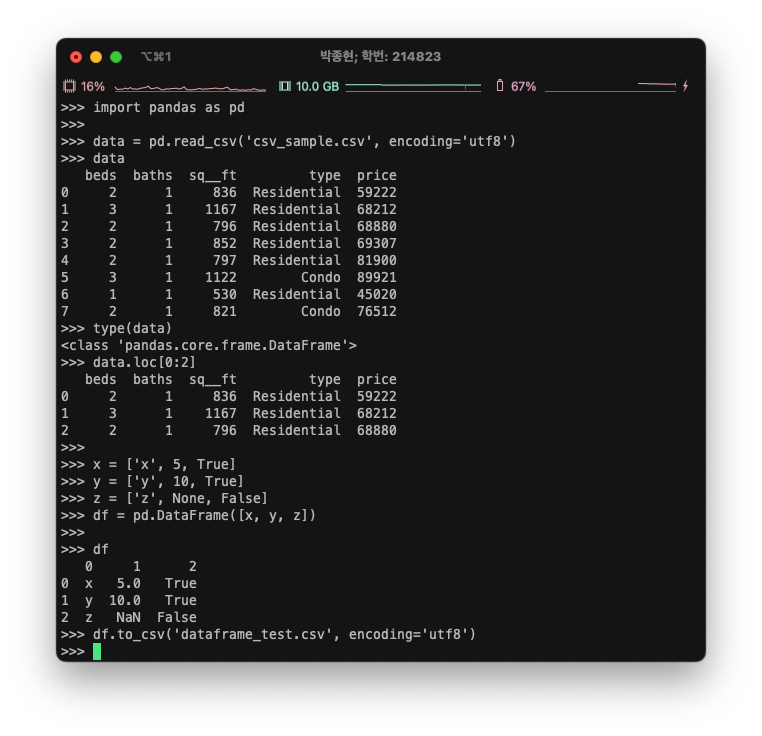 ⌥⌘1 박종현; 학번: 214823
16% 10.0 GB 67%
>>> import pandas as pd
>>>
>>> data = pd.read_csv('csv_sample.csv', encoding='utf8')
>>> data
   beds  baths  sq__ft         type  price
0     2      1     836  Residential  59222
1     3      1    1167  Residential  68212
2     2      1     796  Residential  68880
3     2      1     852  Residential  69307
4     2      1     797  Residential  81900
5     3      1    1122        Condo  89921
6     1      1     530  Residential  45020
7     2      1     821        Condo  76512
>>> type(data)
<class 'pandas.core.frame.DataFrame'>
>>> data.loc[0:2]
   beds  baths  sq__ft         type  price
0     2      1     836  Residential  59222
1     3      1    1167  Residential  68212
2     2      1     796  Residential  68880
>>>
>>> x = ['x', 5, True]
>>> y = ['y', 10, True]
>>> z = ['z', None, False]
>>> df = pd.DataFrame([x, y, z])
>>>
>>> df
   0     1      2
0  x   5.0   True
1  y  10.0   True
2  z   NaN  False
>>> df.to_csv('dataframe_test.csv', encoding='utf8')
>>>